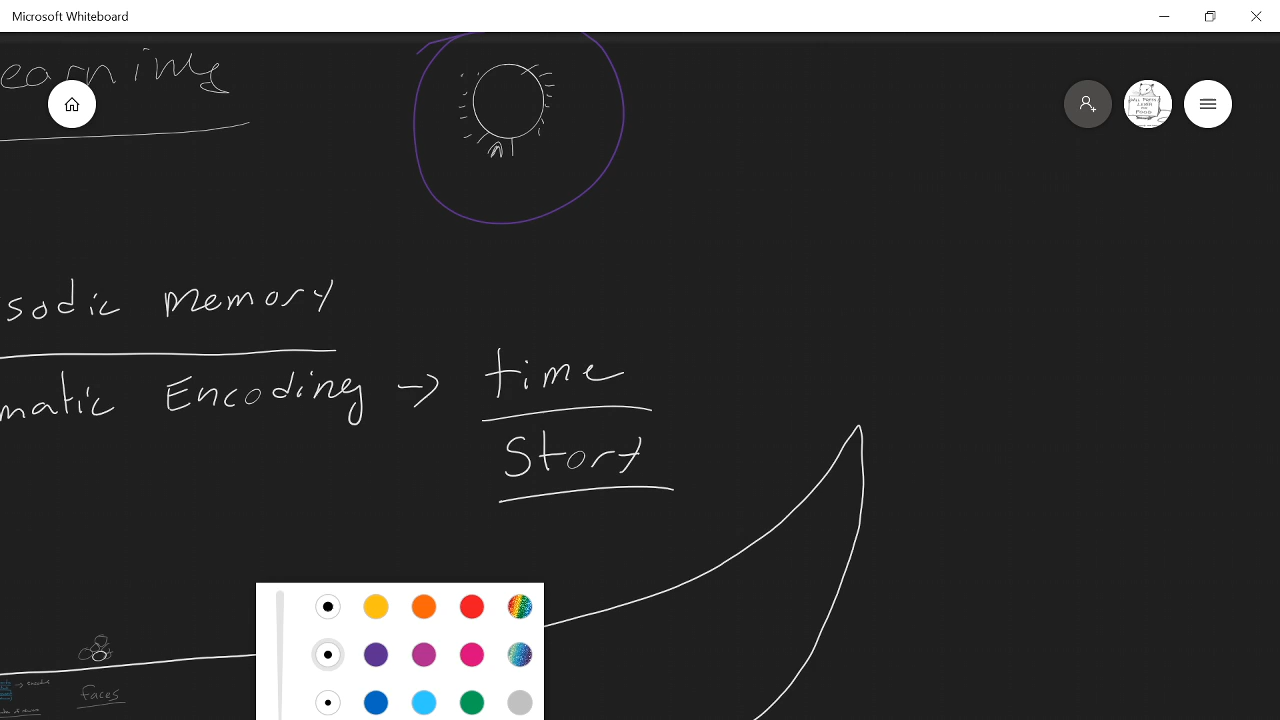 Microsoft Whiteboard
earning
sodic memory
matic Encoding → time
Story
faces